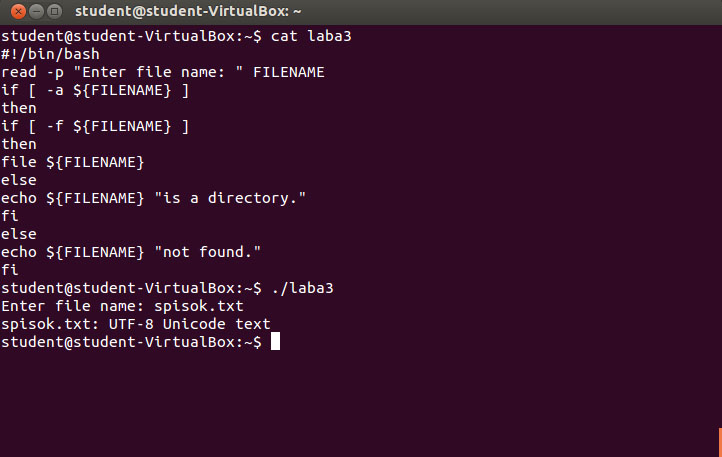 student@student-VirtualBox: ~
student@student-VirtualBox:~$ cat laba3
#!/bin/bash
read -p "Enter file name: " FILENAME
if [ -a ${FILENAME} ]
then
if [ -f ${FILENAME} ]
then
file ${FILENAME}
else
echo ${FILENAME} "is a directory."
fi
else
echo ${FILENAME} "not found."
fi
student@student-VirtualBox:~$ ./laba3
Enter file name: spisok.txt
spisok.txt: UTF-8 Unicode text
student@student-VirtualBox:~$